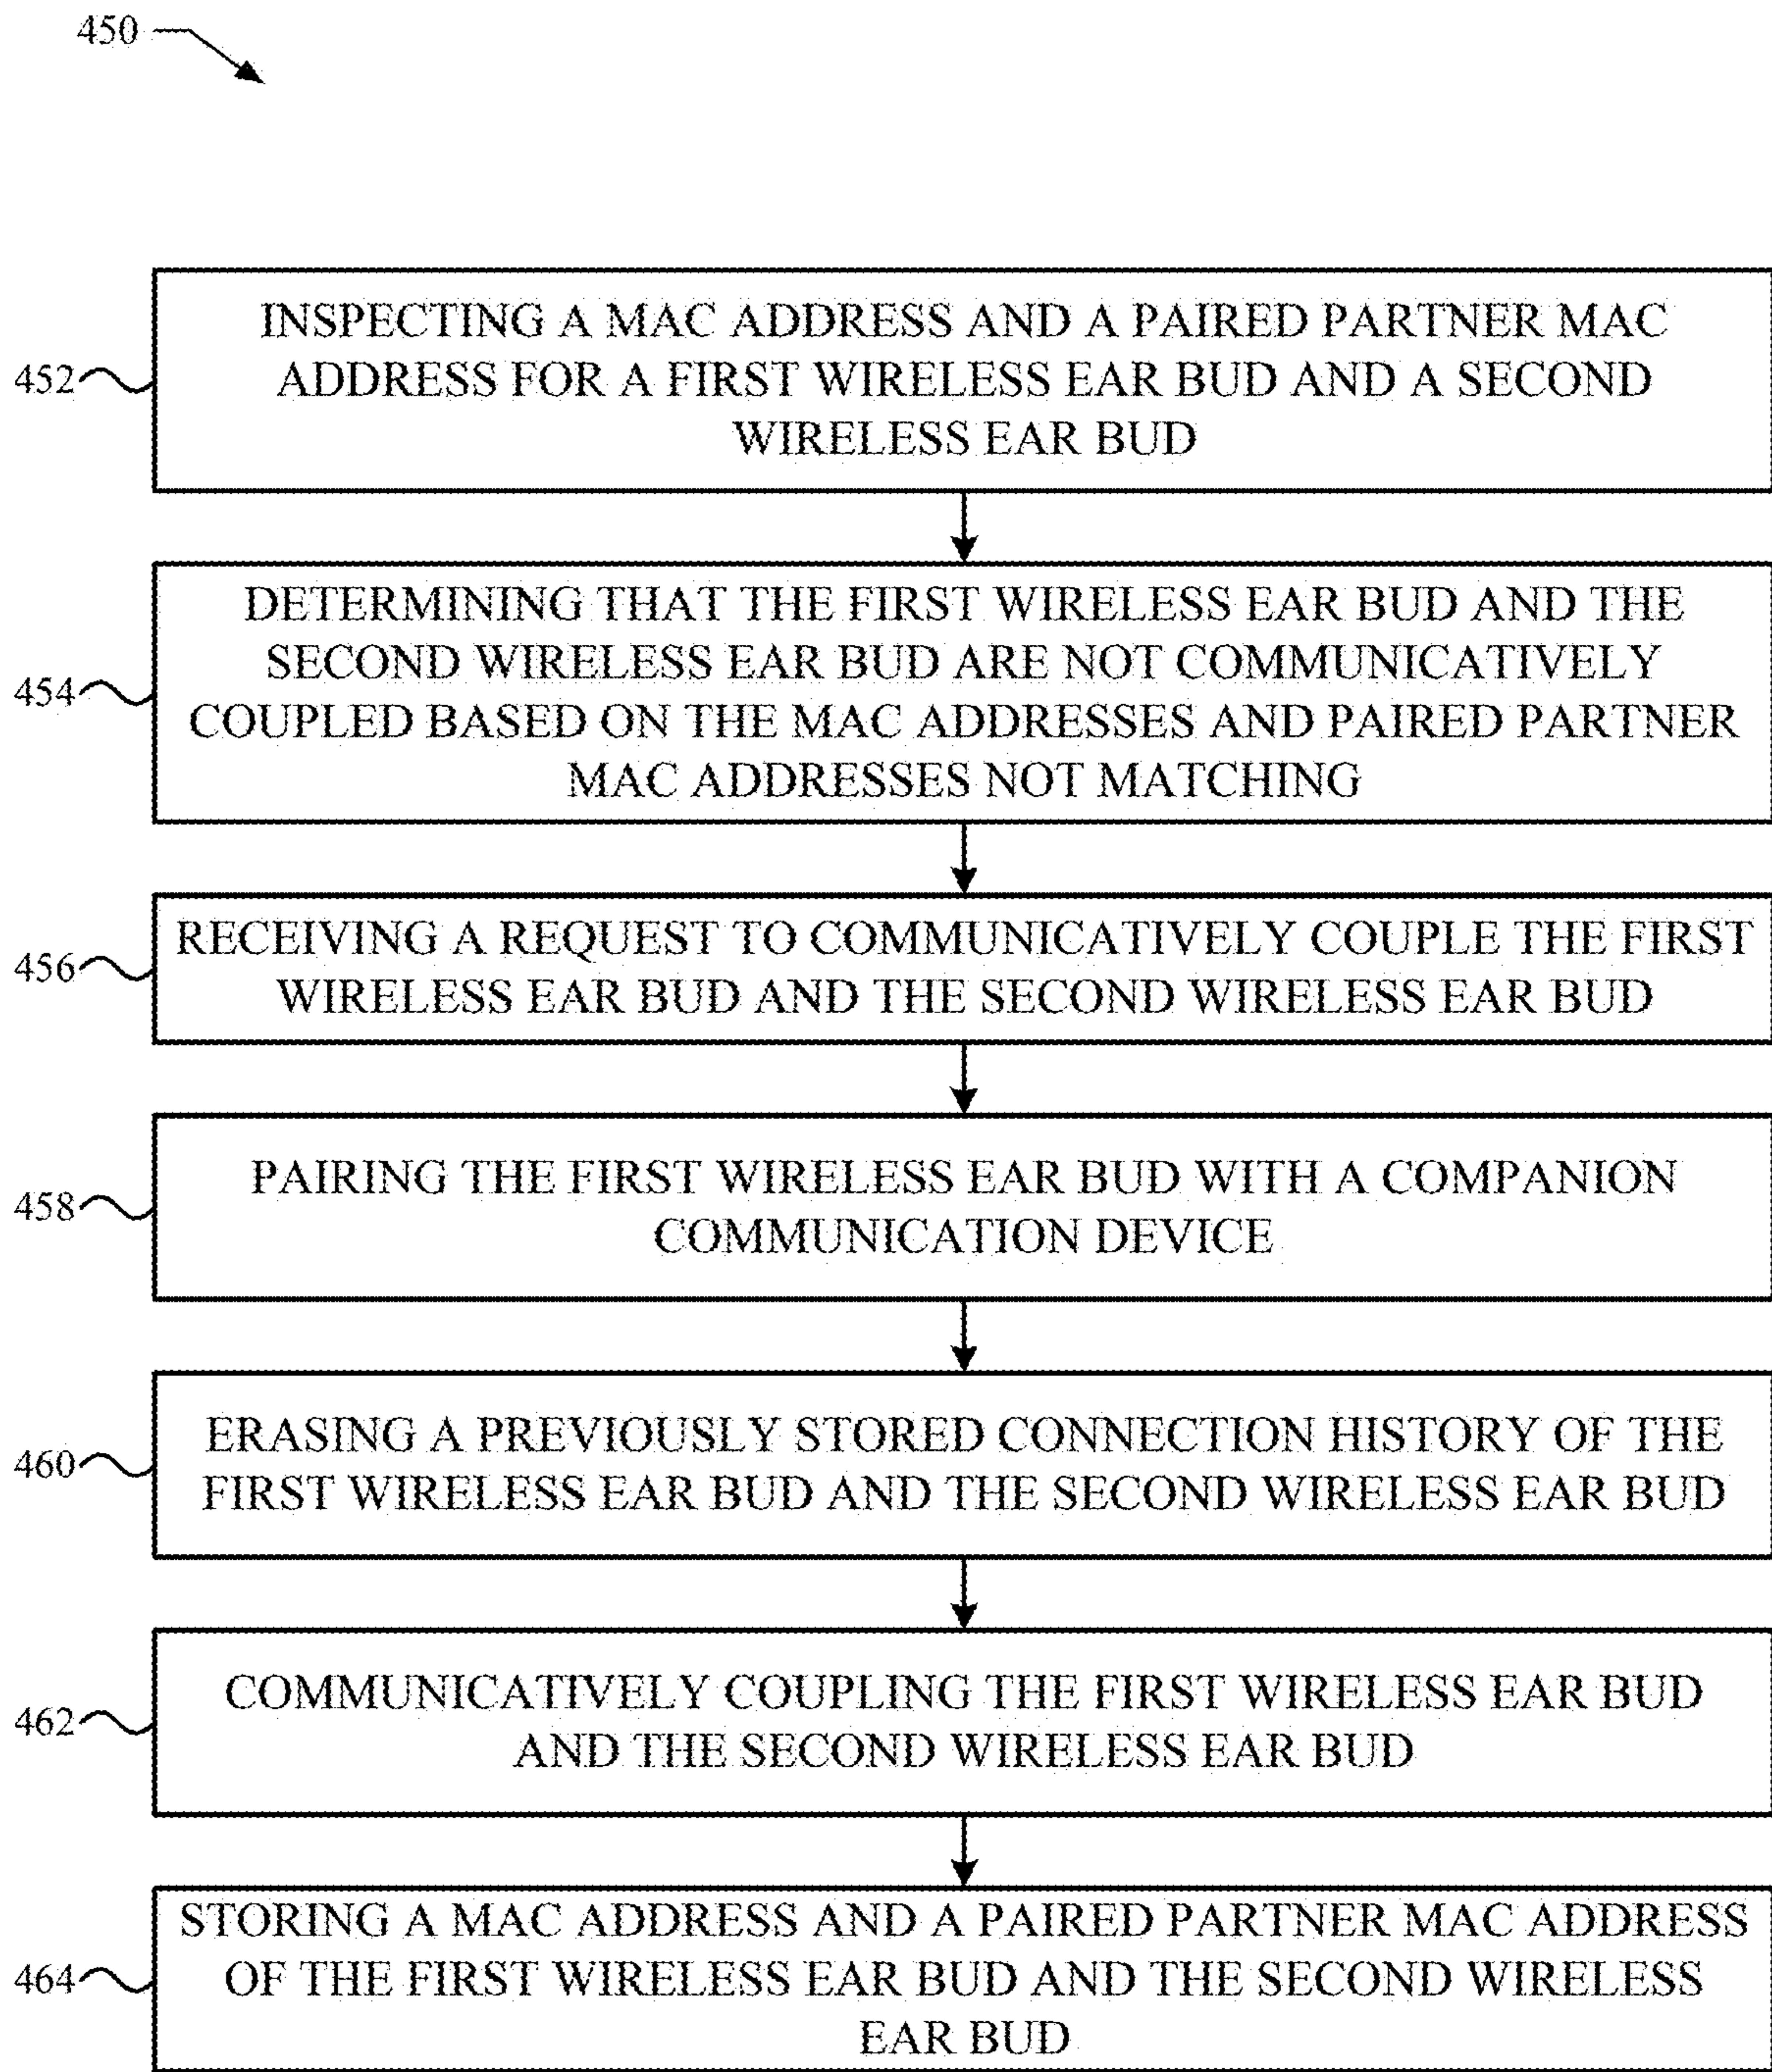 450
452
INSPECTING A MAC ADDRESS AND A PAIRED PARTNER MAC
ADDRESS FOR A FIRST WIRELESS EAR BUD AND A SECOND
WIRELESS EAR BUD
454
DETERMINING THAT THE FIRST WIRELESS EAR BUD AND THE
SECOND WIRELESS EAR BUD ARE NOT COMMUNICATIVELY
COUPLED BASED ON THE MAC ADDRESSES AND PAIRED PARTNER
MAC ADDRESSES NOT MATCHING
456
RECEIVING A REQUEST TO COMMUNICATIVELY COUPLE THE FIRST
WIRELESS EAR BUD AND THE SECOND WIRELESS EAR BUD
458
PAIRING THE FIRST WIRELESS EAR BUD WITH A COMPANION
COMMUNICATION DEVICE
460
ERASING A PREVIOUSLY STORED CONNECTION HISTORY OF THE
FIRST WIRELESS EAR BUD AND THE SECOND WIRELESS EAR BUD
462
COMMUNICATIVELY COUPLING THE FIRST WIRELESS EAR BUD
AND THE SECOND WIRELESS EAR BUD
464
STORING A MAC ADDRESS AND A PAIRED PARTNER MAC ADDRESS
OF THE FIRST WIRELESS EAR BUD AND THE SECOND WIRELESS
EAR BUD